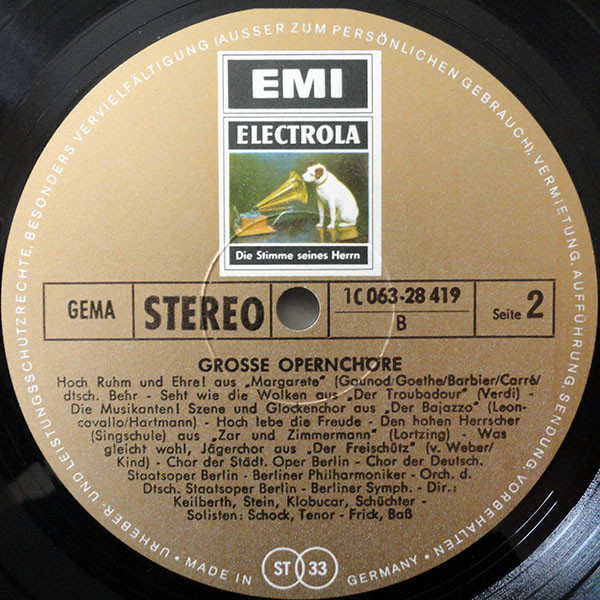 EMI
ELECTROLA
Die Stimme seines Herrn
GEMA
STEREO
1C 063-28 419
B
Seite 2
GROSSE OPERNCHÖRE
Hoch Ruhm und Ehre! aus „Margarete" (Gounod/Goethe/Barbier/Carré/
dtsch. Behr - Seht wie die Wolken aus "Der Troubadour" (Verdi) -
Die Musikanten! Szene und Glockenchor aus "Der Bajazzo" (Leon-
cavallo/Hartmann) - Hoch lebe die Freude - Den hohen Herrscher
(Singschule) aus "Zar und Zimmermann" (Lortzing) - Was
gleicht wohl, Jägerchor aus "Der Freischütz" (v. Weber/
Kind) - Chor der Städt. Oper Berlin - Chor der Deutsch.
Staatsoper Berlin - Berliner Philharmoniker - Orch. d.
Dtsch. Staatsoper Berlin - Berliner Symph. - Dir.:
Keilberth, Stein, Klobucar, Schüchter -
Solisten: Schock, Tenor - Frick, Baß
URHEBER- UND LEISTUNGSSCHUTZRECHTE, BESONDERS VERVIELFÄLTIGUNG (AUSSER ZUM PERSÖNLICHEN GEBRAUCH), VERMIETUNG, AUFFÜHRUNG, SENDUNG, VORBEHALTEN
• MADE IN ST 33 GERMANY •